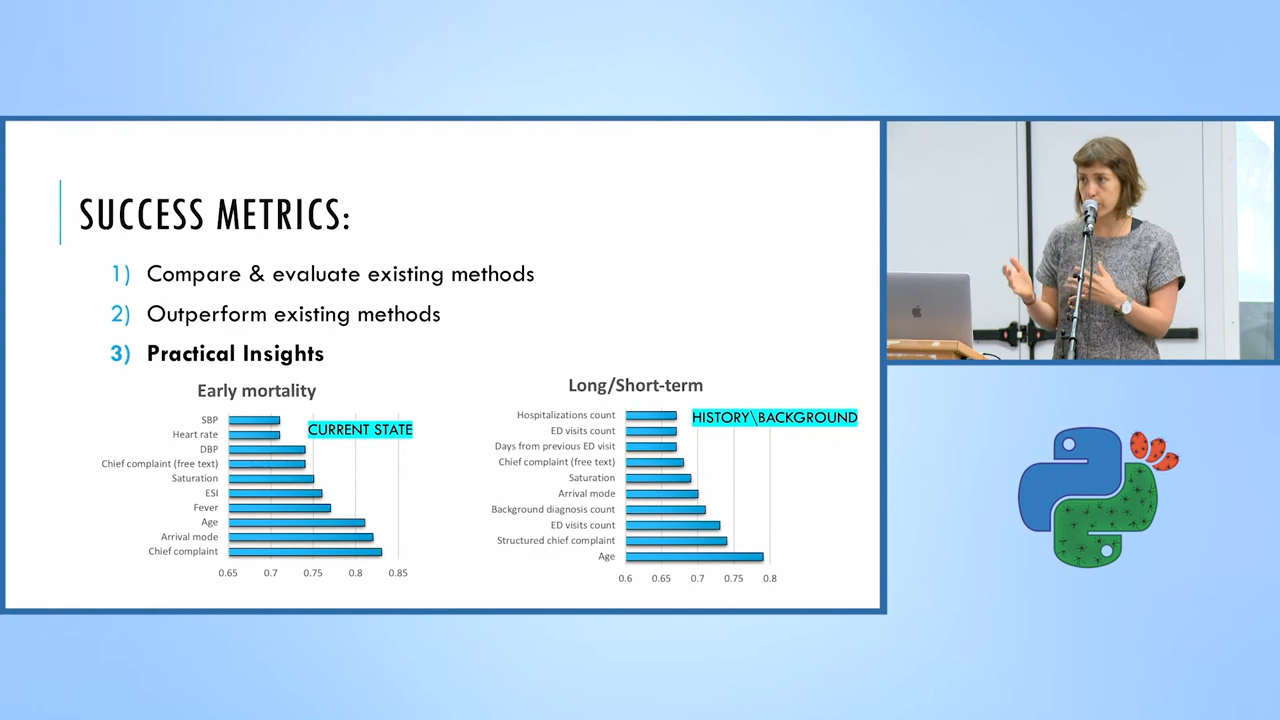 SUCCESS METRICS:
1) Compare & evaluate existing methods
2) Outperform existing methods
3) Practical Insights
Early mortality
CURRENT STATE
SBP
Heart rate
DBP
Chief complaint (free text)
Saturation
ESI
Fever
Age
Arrival mode
Chief complaint
0.65 0.7 0.75 0.8 0.85
Long/Short-term
HISTORY\BACKGROUND
Hospitalizations count
ED visits count
Days from previous ED visit
Chief complaint (free text)
Saturation
Arrival mode
Background diagnosis count
ED visits count
Structured chief complaint
Age
0.6 0.65 0.7 0.75 0.8